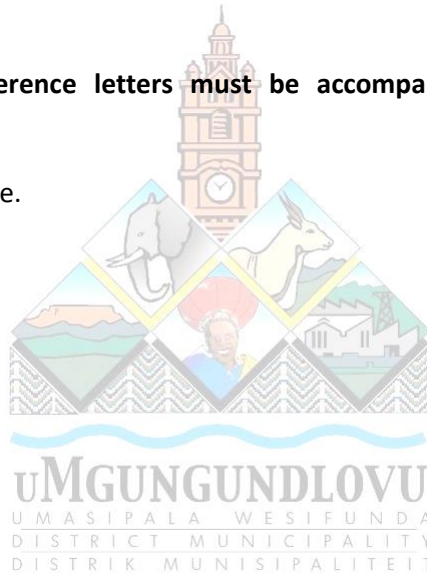 erence letters must be accompa
e.
uMGUNGUNDLOVU
UMASIPALA WESIFUNDA
DISTRICT MUNICIPALITY
DISTRIK MUNISIPALITEIT